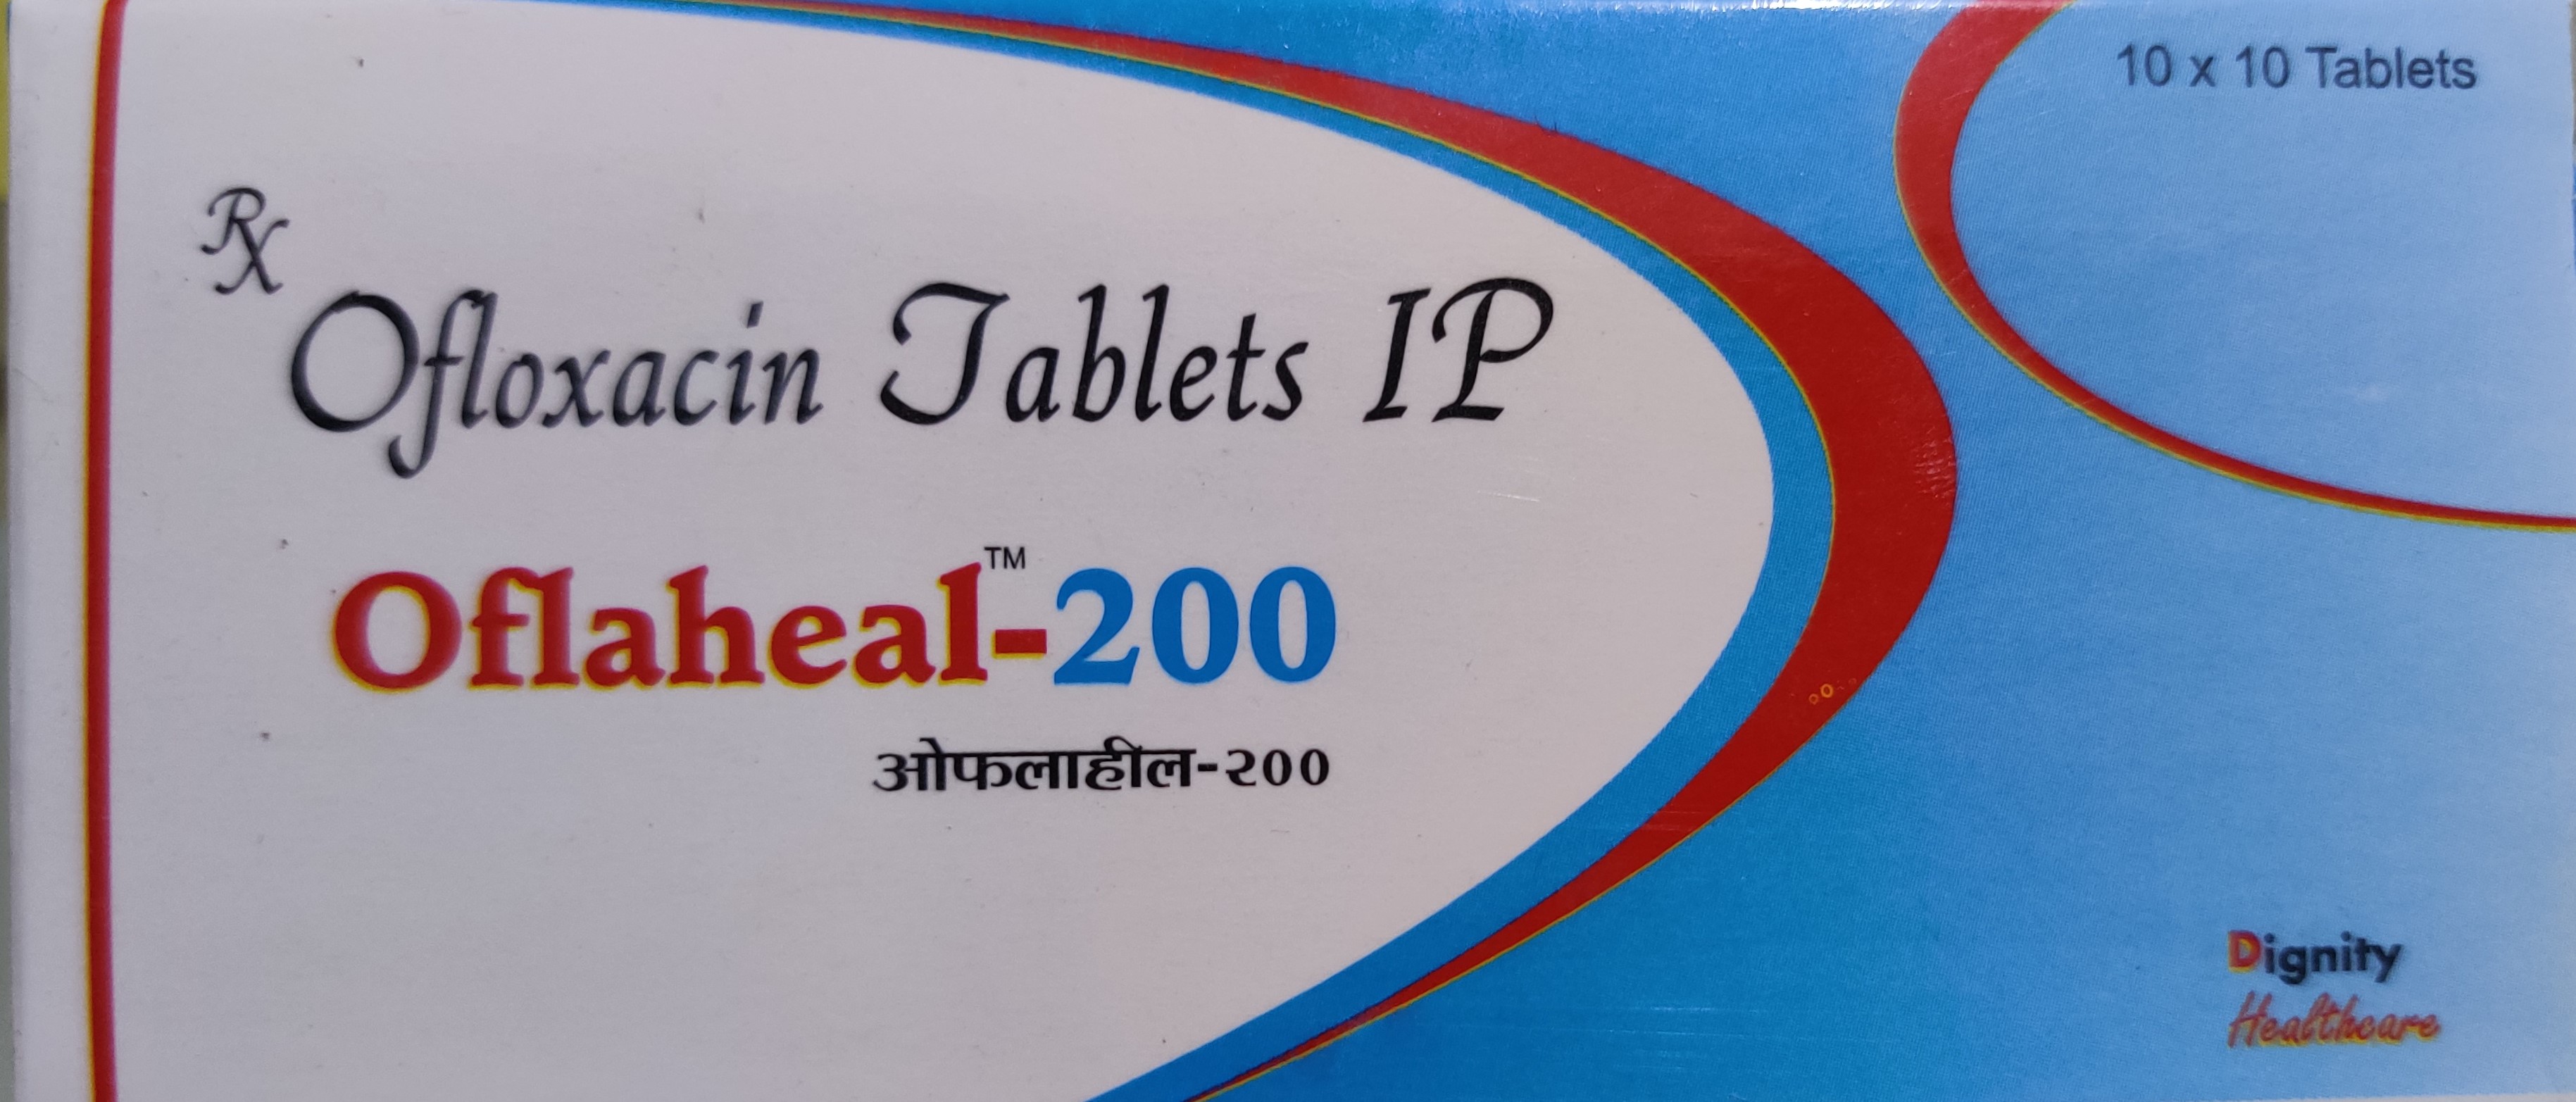 10 x 10 Tablets
Rx
Ofloxacin Tablets IP
Oflaheal™-200
ओफलाहील-२००
Dignity
Healthcare